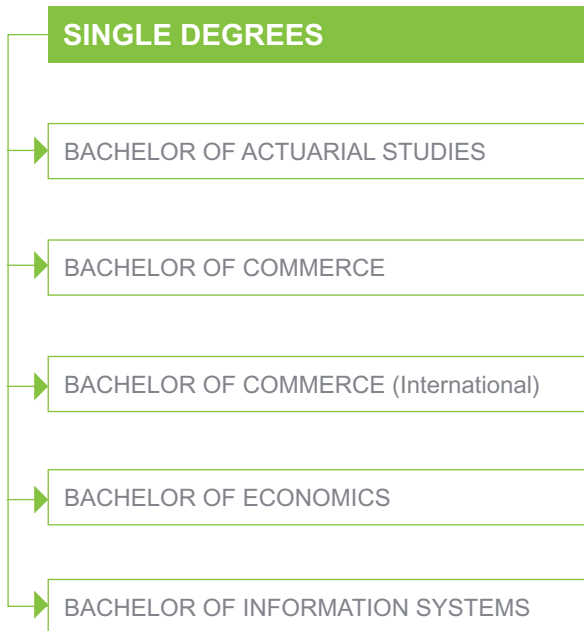 SINGLE DEGREES
BACHELOR OF ACTUARIAL STUDIES
BACHELOR OF COMMERCE
BACHELOR OF COMMERCE (International)
BACHELOR OF ECONOMICS
BACHELOR OF INFORMATION SYSTEMS